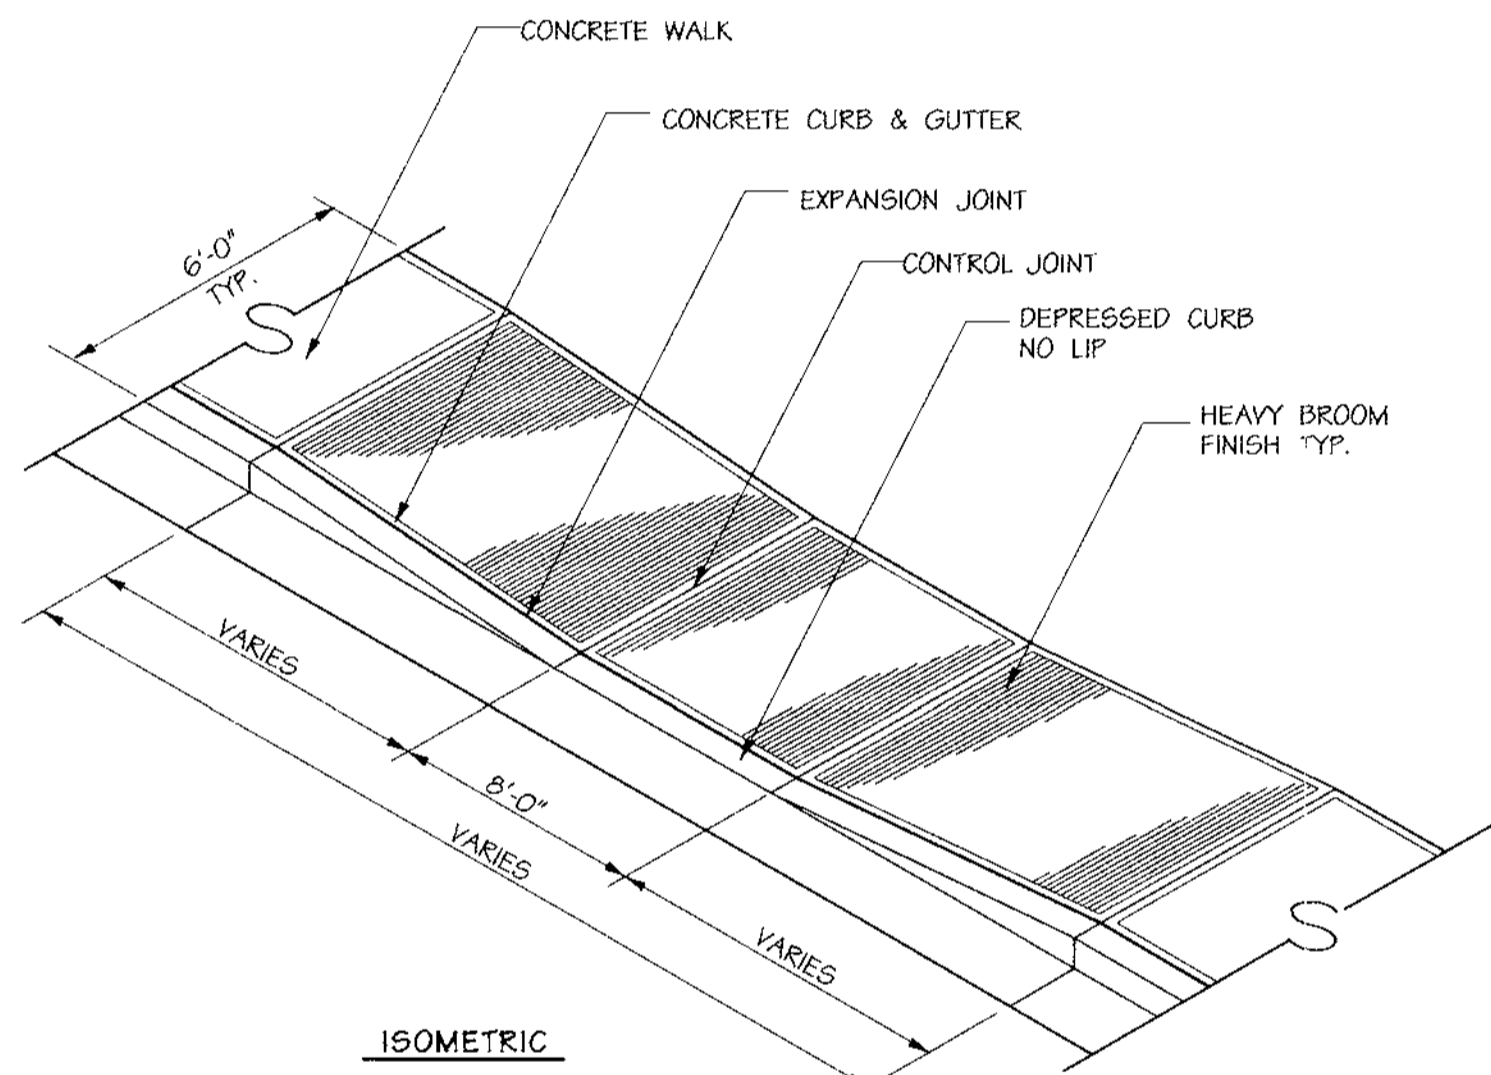 CONCRETE WALK
CONCRETE CURB & GUTTER
EXPANSION JOINT
CONTROL JOINT
DEPRESSED CURB
NO LIP
HEAVY BROOM
FINISH TYP.
6'-0"
TYP.
S
VARIES
8'-0"
VARIES
VARIES
S
ISOMETRIC